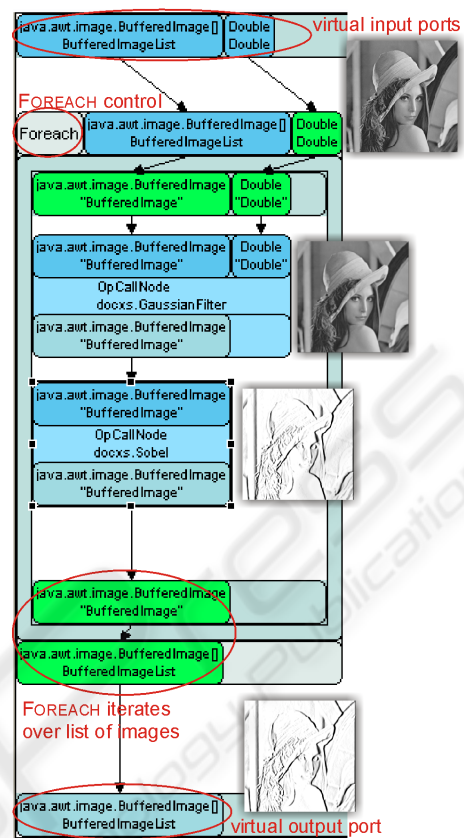 java.awt.image.BufferedImage[] Double
BufferedImageList Double
virtual input ports
FOREACH control
Foreach
java.awt.image.BufferedImage[] Double
BufferedImageList Double
java.awt.image.BufferedImage Double
"BufferedImage" "Double"
java.awt.image.BufferedImage Double
"BufferedImage" "Double"
OpCallNode
docxs.GaussianFilter
java.awt.image.BufferedImage
"BufferedImage"
java.awt.image.BufferedImage
"BufferedImage"
OpCallNode
docxs.Sobel
java.awt.image.BufferedImage
"BufferedImage"
java.awt.image.BufferedImage
"BufferedImage"
java.awt.image.BufferedImage[]
BufferedImageList
FOREACH iterates
over list of images
java.awt.image.BufferedImage[]
BufferedImageList
virtual output port